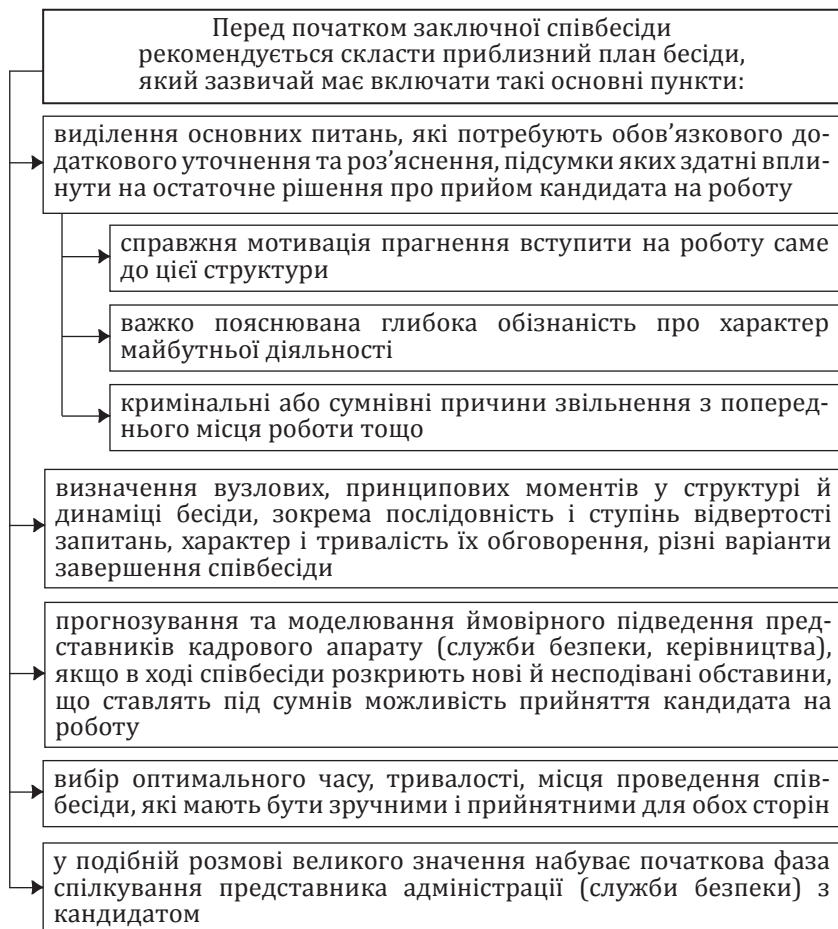 Перед початком заключної співбесіди
рекомендується скласти приблизний план бесіди,
який зазвичай має включати такі основні пункти:
виділення основних питань, які потребують обов’язкового до-
даткового уточнення та роз’яснення, підсумки яких здатні впли-
нути на остаточне рішення про прийом кандидата на роботу
справжня мотивація прагнення вступити на роботу саме
до цієї структури
важко пояснювана глибока обізнаність про характер
майбутньої діяльності
кримінальні або сумнівні причини звільнення з поперед-
нього місця роботи тощо
визначення вузлових, принципових моментів у структурі й
динаміці бесіди, зокрема послідовність і ступінь відвертості
запитань, характер і тривалість їх обговорення, різні варіанти
завершення співбесіди
прогнозування та моделювання ймовірного підведення пред-
ставників кадрового апарату (служби безпеки, керівництва),
якщо в ході співбесіди розкриють нові й несподівані обставини,
що ставлять під сумнів можливість прийняття кандидата на
роботу
вибір оптимального часу, тривалості, місця проведення спів-
бесіди, які мають бути зручними і прийнятними для обох сторін
у подібній розмові великого значення набуває початкова фаза
спілкування представника адміністрації (служби безпеки) з
кандидатом